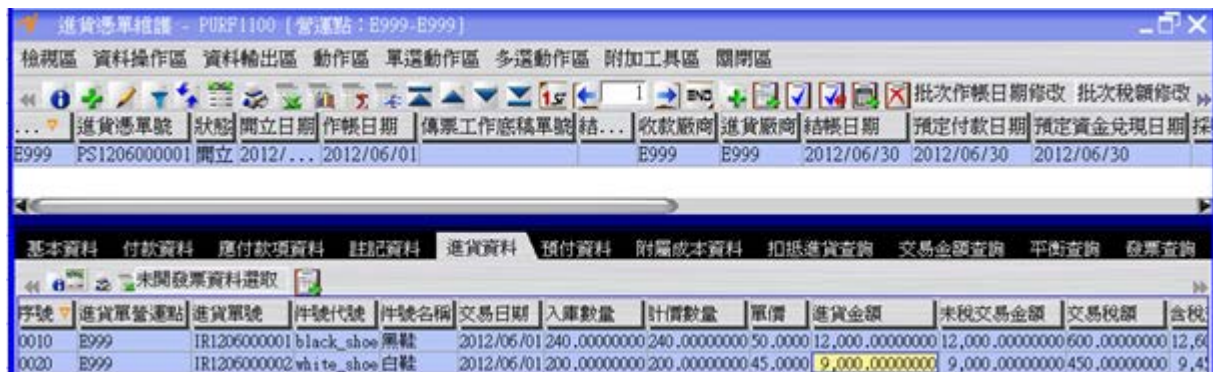 進貨憑單維護 - PURF1100 [營運點：E999-E999]
檢視區 資料操作區 資料輸出區 動作區 單選動作區 多選動作區 附加工具區 關閉區
1st 1 END 批次作帳日期修改 批次稅額修改
... 進貨憑單號 狀態 開立日期 作帳日期 傳票工作底稿單號 結... 收款廠商 進貨廠商 結帳日期 預定付款日期 預定資金兌現日期
E999 PS1206000001 開立 2012/... 2012/06/01 E999 E999 2012/06/30 2012/06/30 2012/06/30
基本資料 付款資料 應付款項資料 註記資料 進貨資料 預付資料 附屬成本資料 扣抵進貨查詢 交易金額查詢 平衡查詢 發票查詢
未開發票資料選取
序號 進貨單營運點 進貨單號 件號代號 件號名稱 交易日期 入庫數量 計價數量 單價 進貨金額 未稅交易金額 交易稅額 含稅
0010 E999 IR1206000001 black_shoe 黑鞋 2012/06/01 240.00000000 240.00000000 50.0000 12,000.00000000 12,000.00000000 600.00000000 12,60
0020 E999 IR1206000002 white_shoe 白鞋 2012/06/01 200.00000000 200.00000000 45.0000 9,000.00000000 9,000.00000000 450.00000000 9,45